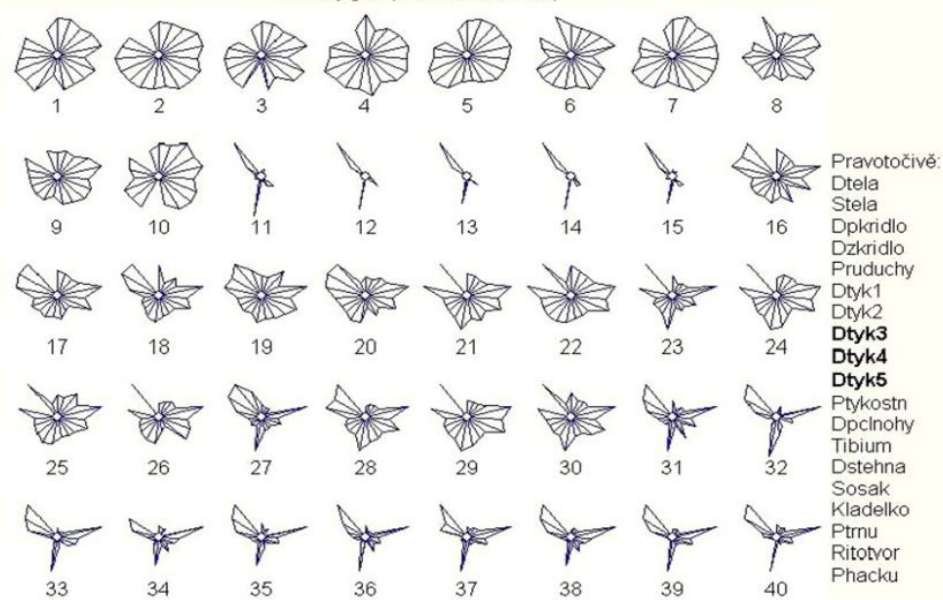 1 2 3 4 5 6 7 8
9 10 11 12 13 14 15 16
17 18 19 20 21 22 23 24
25 26 27 28 29 30 31 32
33 34 35 36 37 38 39 40
Pravotočivě:
Dtela
Stela
Dpkridlo
Dzkridlo
Pruduchy
Dtyk1
Dtyk2
Dtyk3
Dtyk4
Dtyk5
Ptykostn
Dpclnohy
Tibium
Dstehna
Sosak
Kladelko
Ptrnu
Ritotvor
Phacku